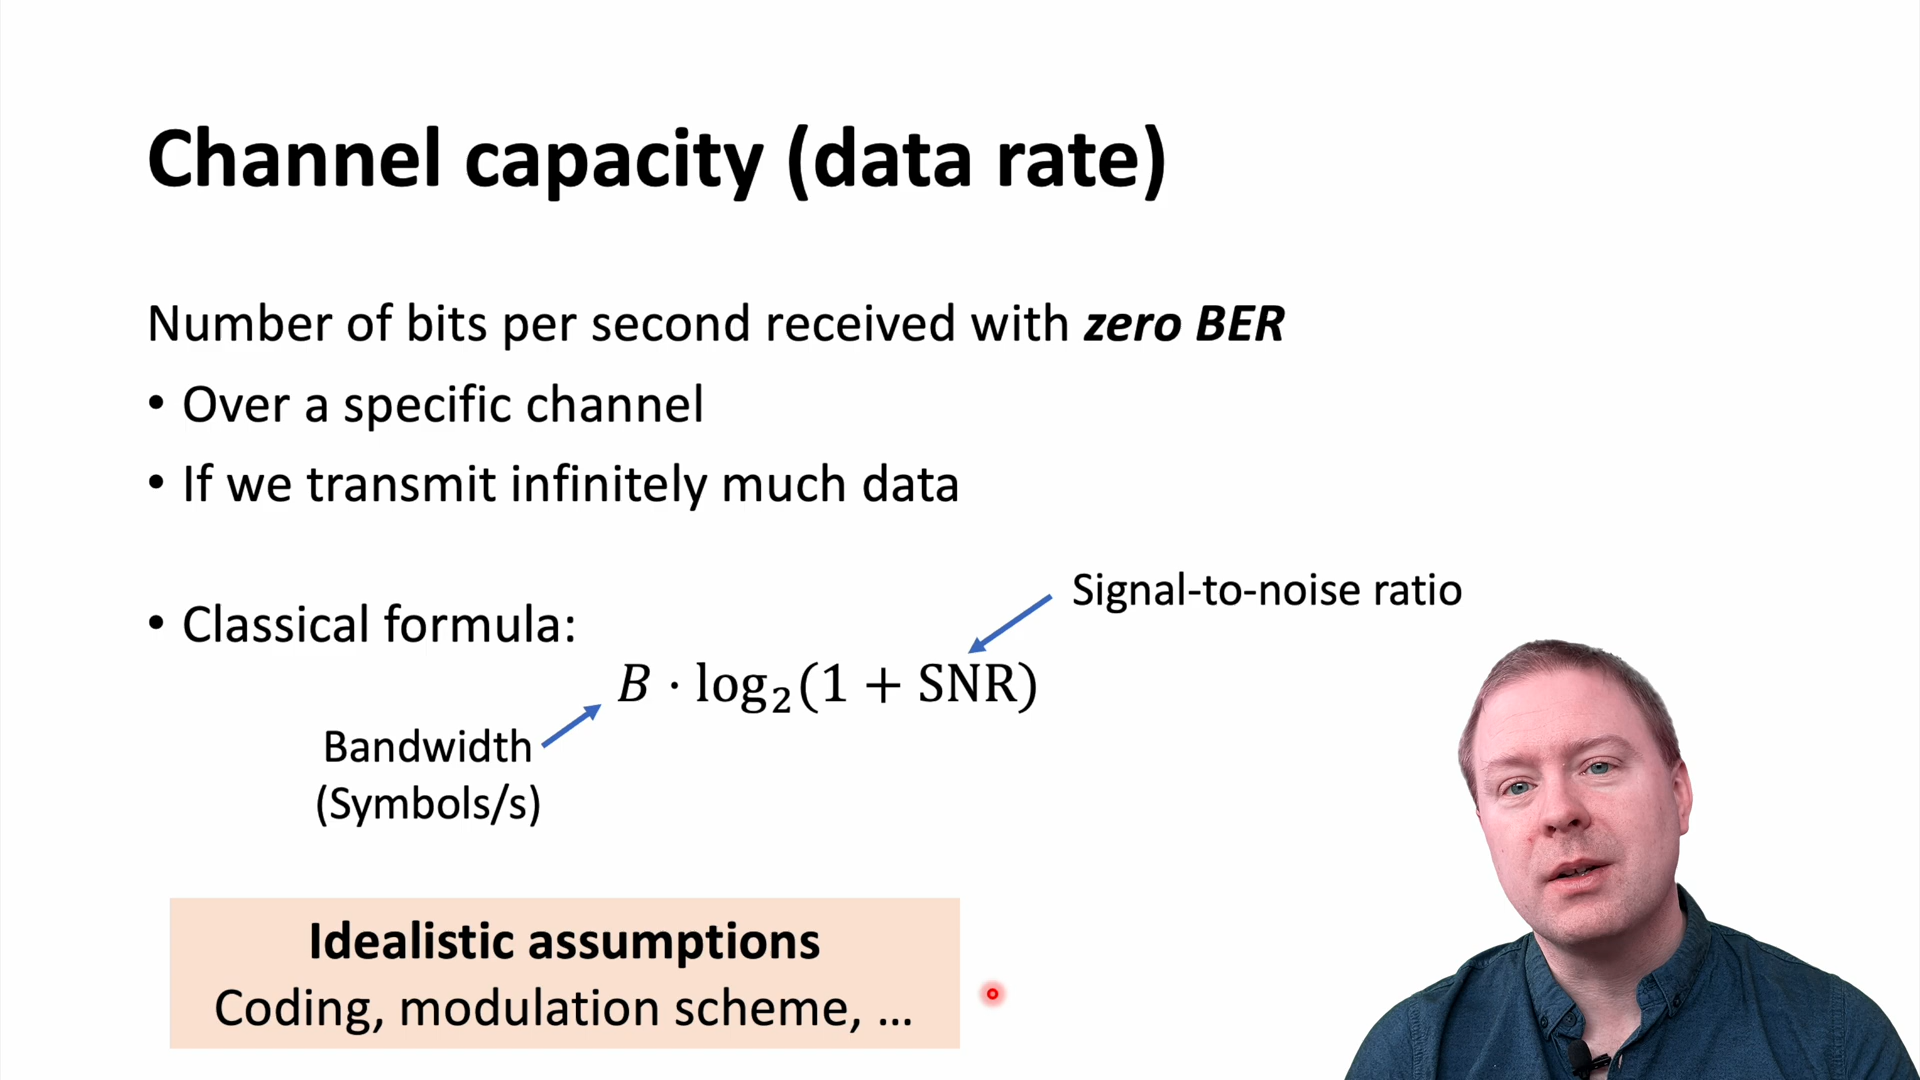 Channel capacity (data rate)
Number of bits per second received with zero BER
• Over a specific channel
• If we transmit infinitely much data
Signal-to-noise ratio
• Classical formula:
B · log₂(1 + SNR)
Bandwidth
(Symbols/s)
Idealistic assumptions
Coding, modulation scheme, ...